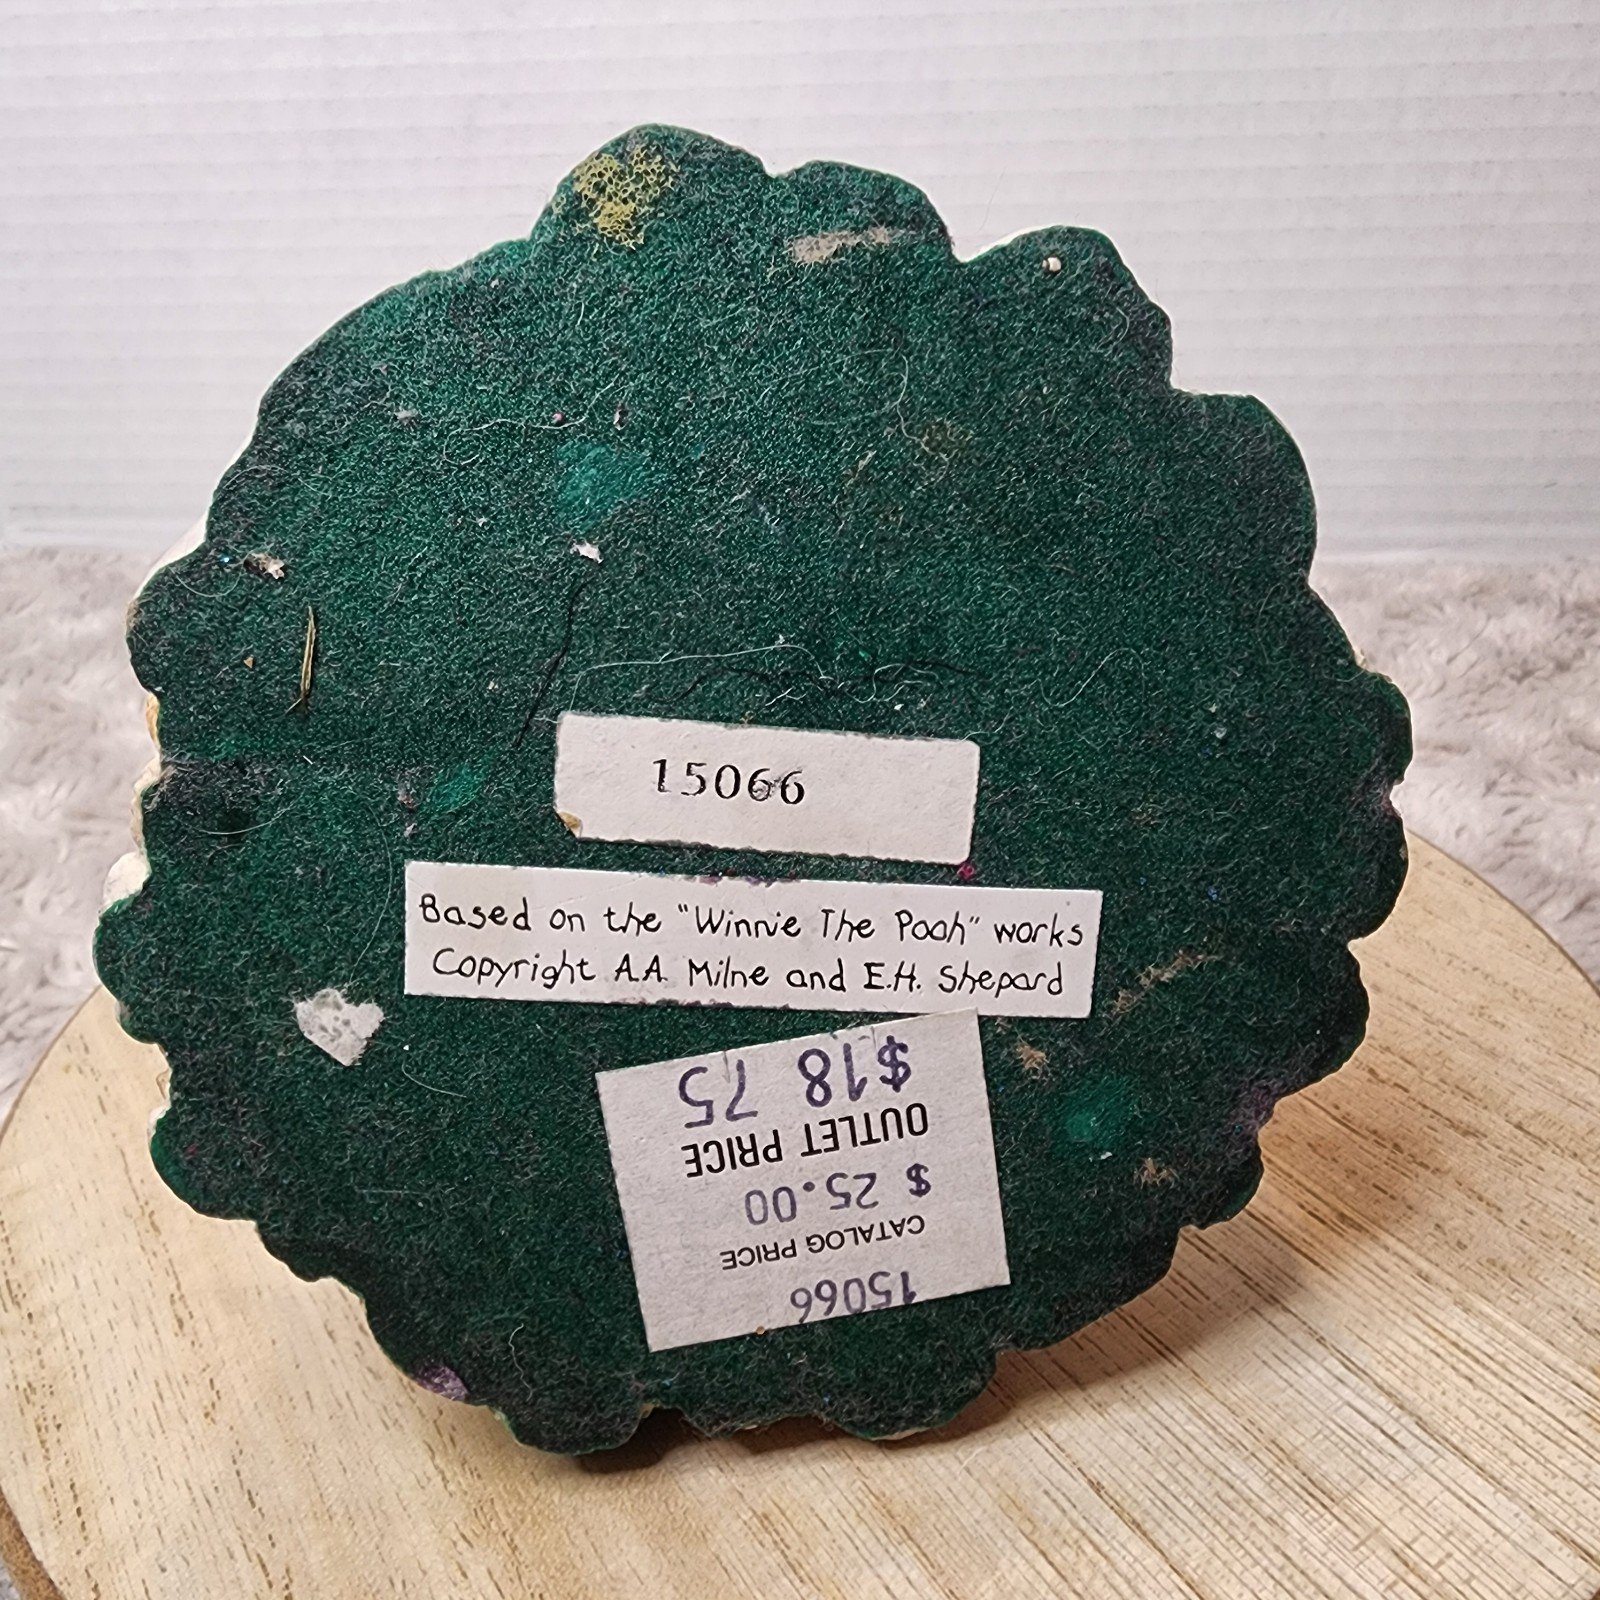 15066
Based on the "Winnie The Pooh" works
Copyright A.A. Milne and E.H. Shepard
15066
CATALOG PRICE
$ 25.00
OUTLET PRICE
$18 75